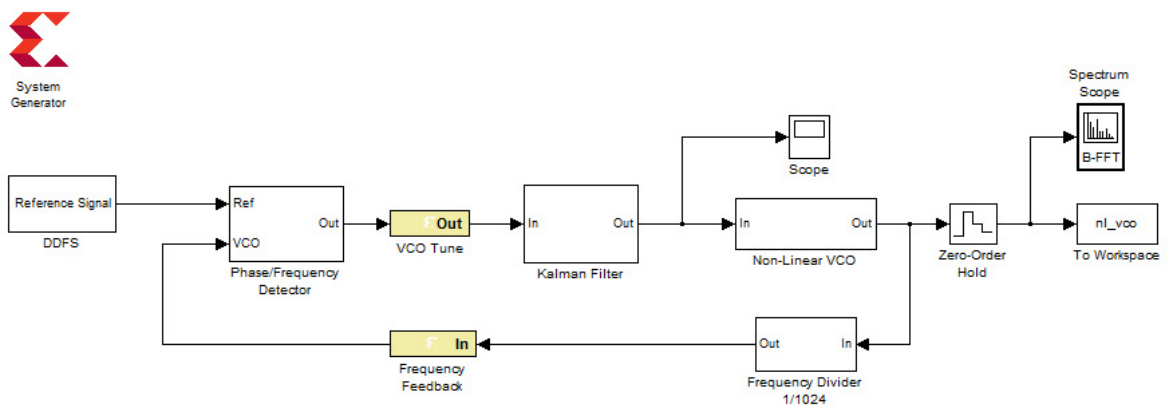 System
Generator
Spectrum
Scope
B-FFT
Scope
Reference Signal
DDFS
Ref
VCO
Out
Phase/Frequency
Detector
Out
VCO Tune
In
Out
Kalman Filter
In
Out
Non-Linear VCO
Zero-Order
Hold
nl_vco
To Workspace
In
Frequency
Feedback
Out
In
Frequency Divider
1/1024